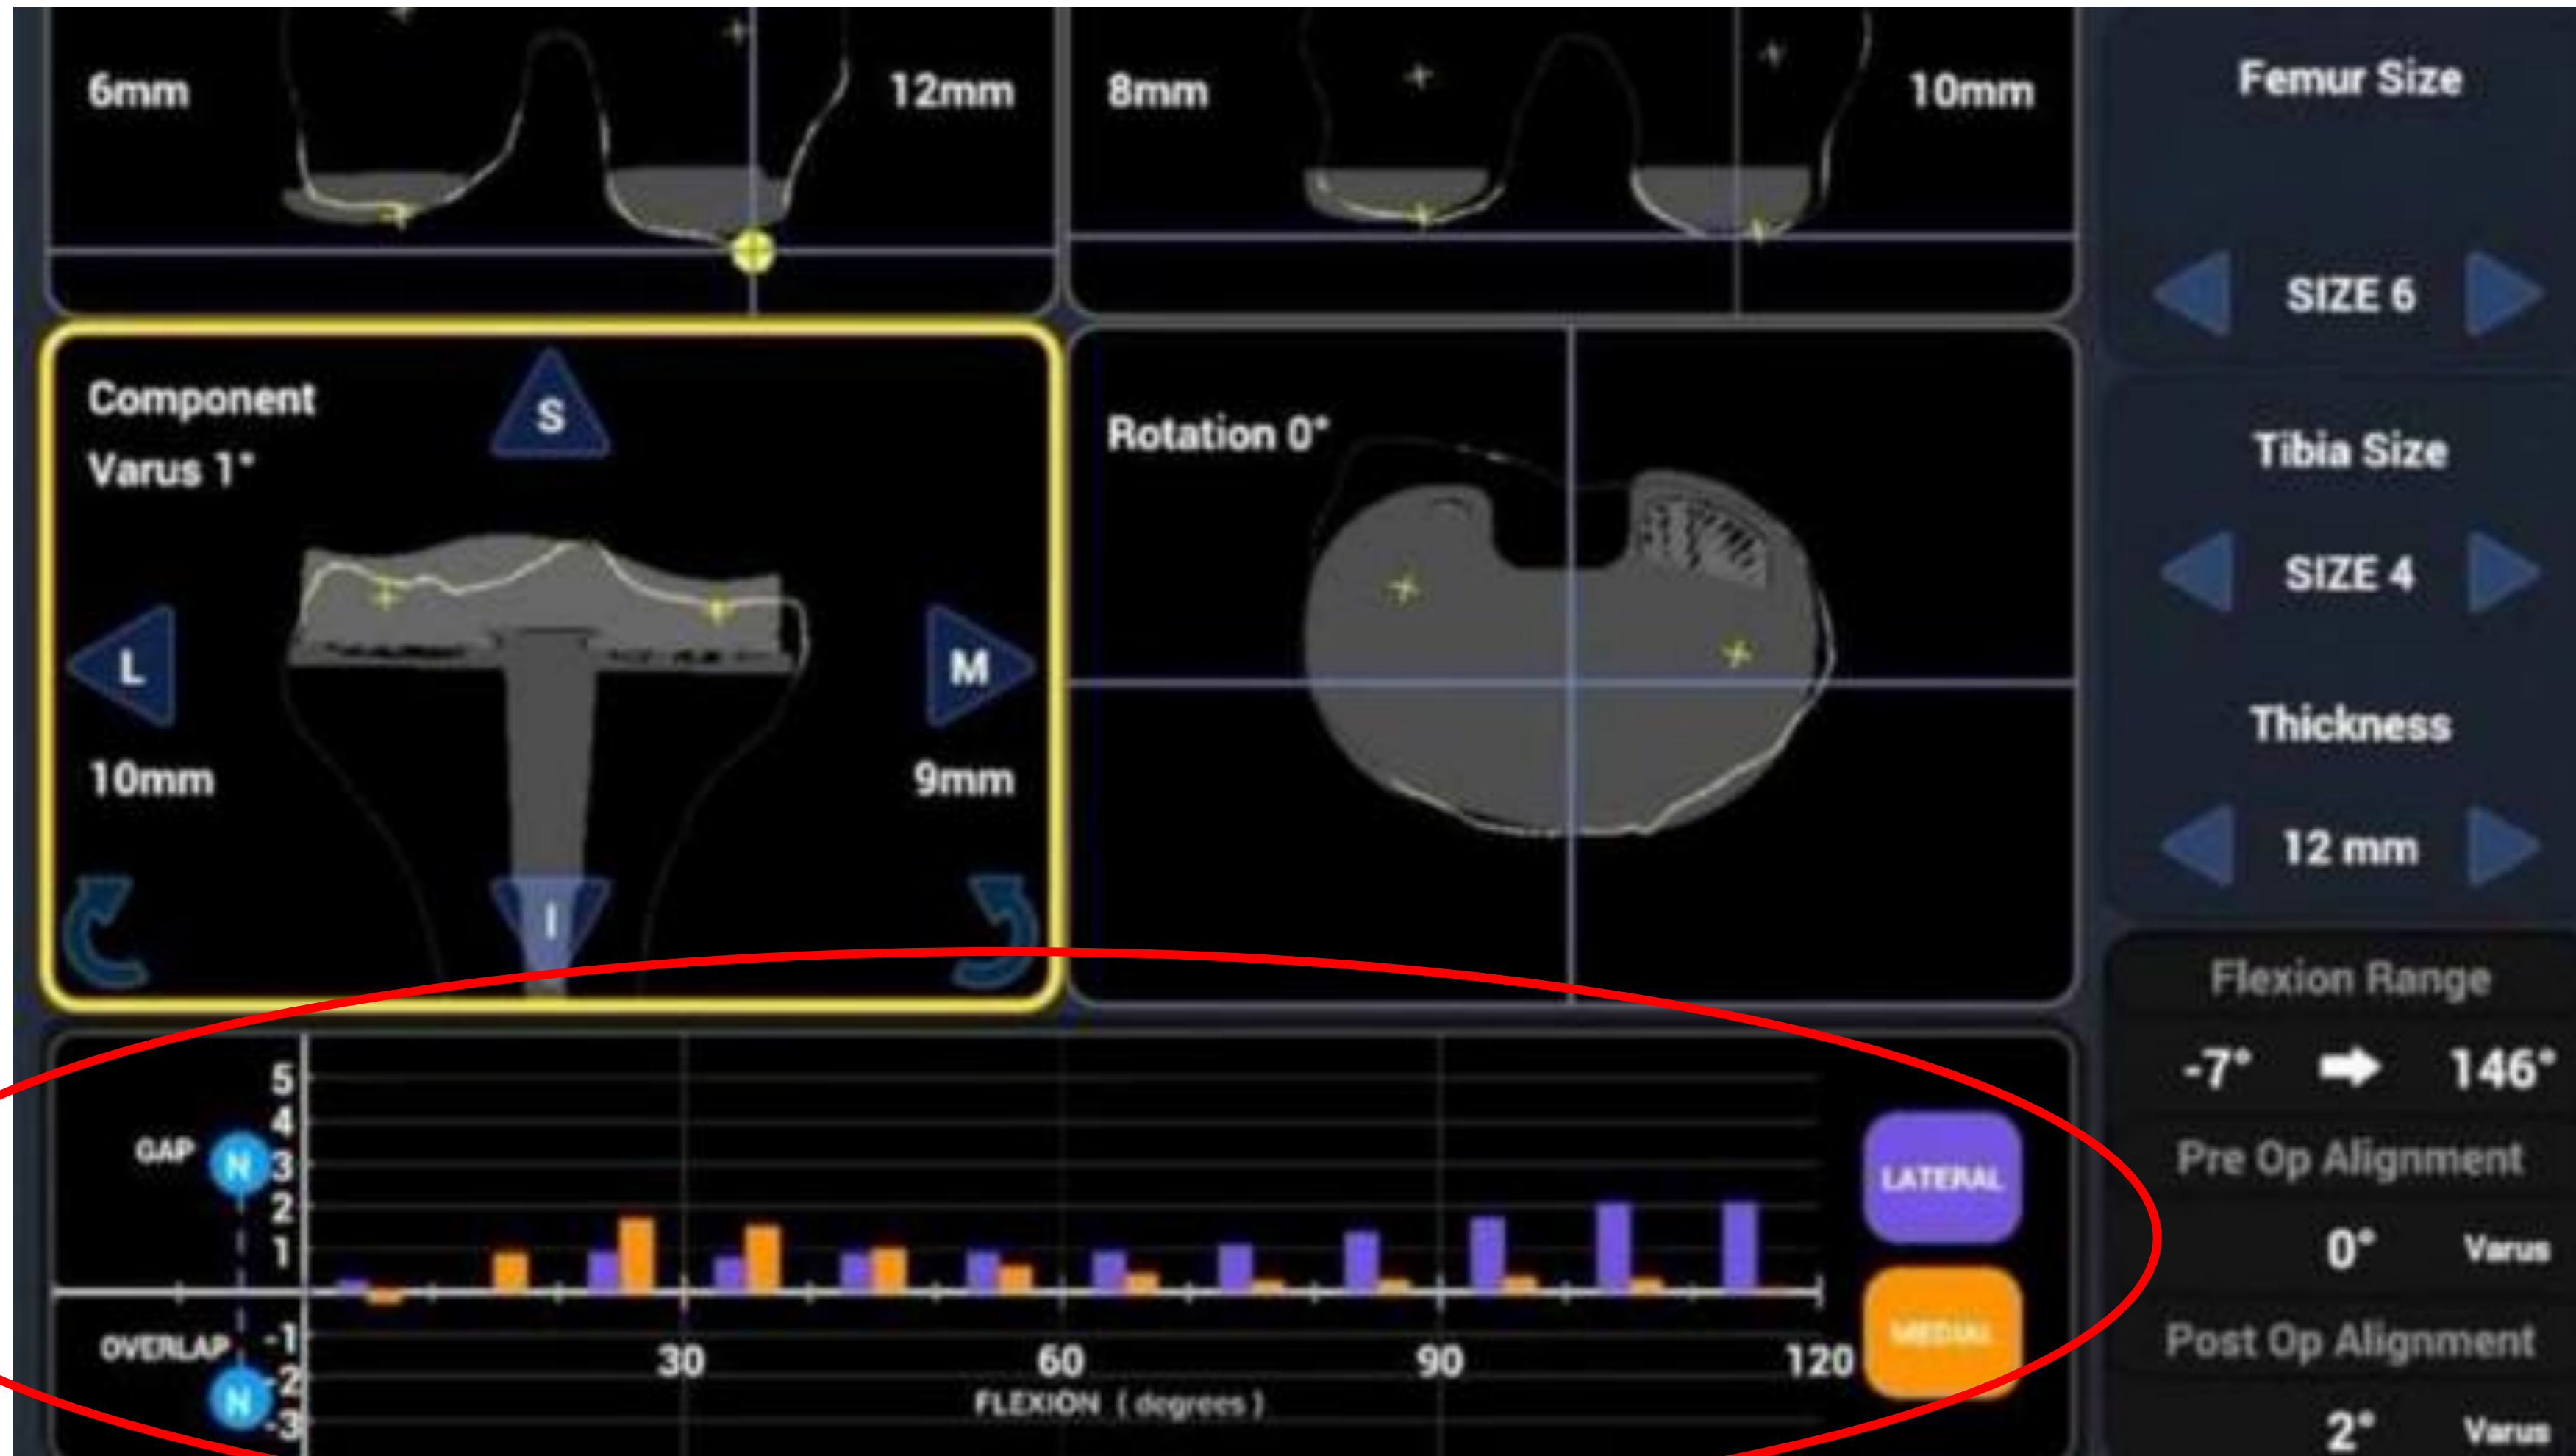 6mm
12mm
8mm
10mm
Femur Size
SIZE 6
Component
Varus 1°
S
L
M
10mm
9mm
I
Rotation 0°
Tibia Size
SIZE 4
Thickness
12 mm
Flexion Range
-7° 146°
Pre Op Alignment
0° Varus
Post Op Alignment
2° Varus
5
4
GAP N 3
2
1
OVERLAP -1
N -2
-3
30 60 90 120
FLEXION ( degrees )
LATERAL
MEDIAL